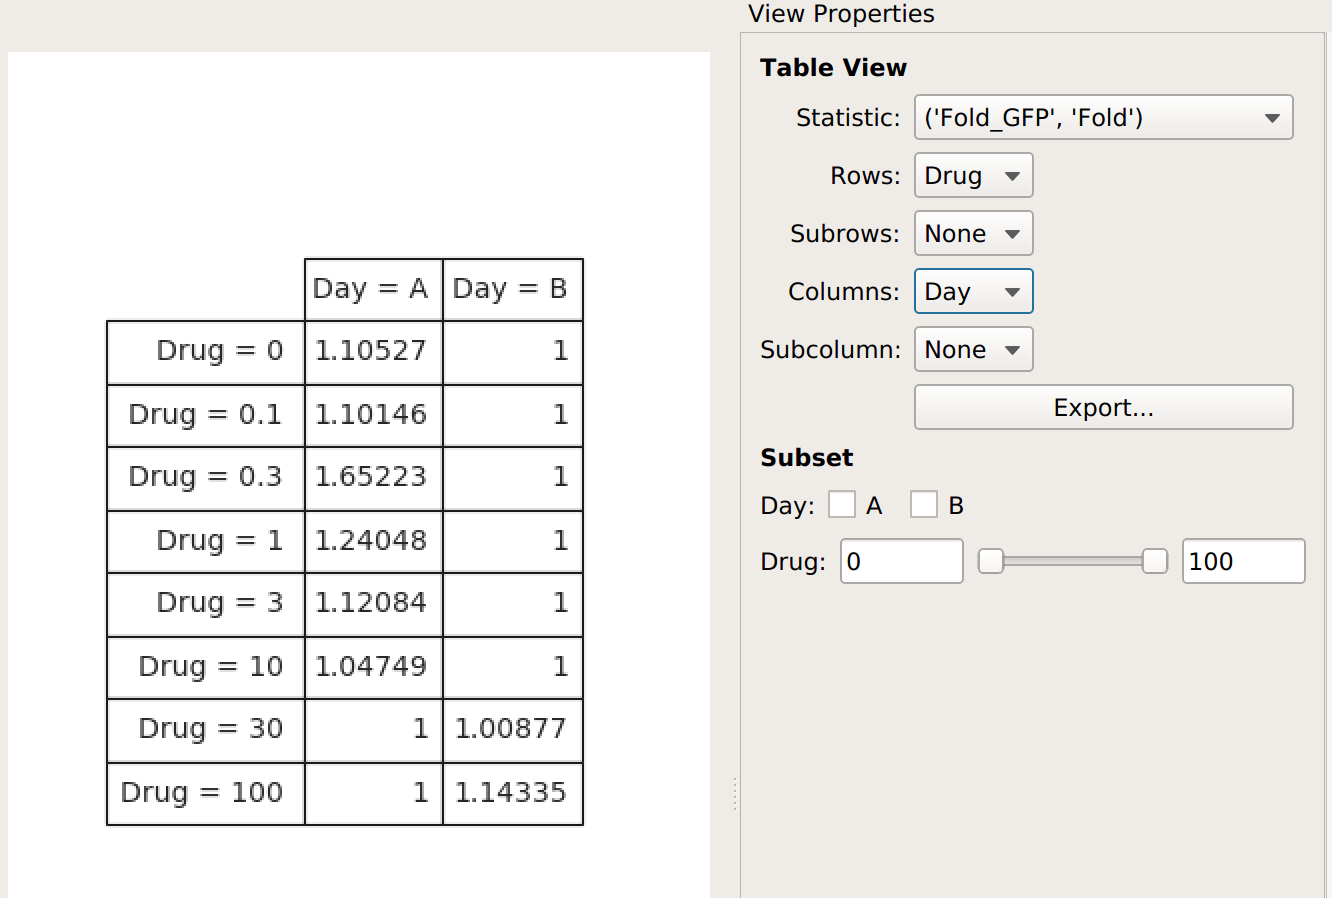 View Properties
Table View
Statistic: ('Fold_GFP', 'Fold')
Rows: Drug
Subrows: None
Columns: Day
Subcolumn: None
Export...
Subset
Day: A B
Drug: 0 100
Day = A Day = B
Drug = 0 1.10527 1
Drug = 0.1 1.10146 1
Drug = 0.3 1.65223 1
Drug = 1 1.24048 1
Drug = 3 1.12084 1
Drug = 10 1.04749 1
Drug = 30 1 1.00877
Drug = 100 1 1.14335